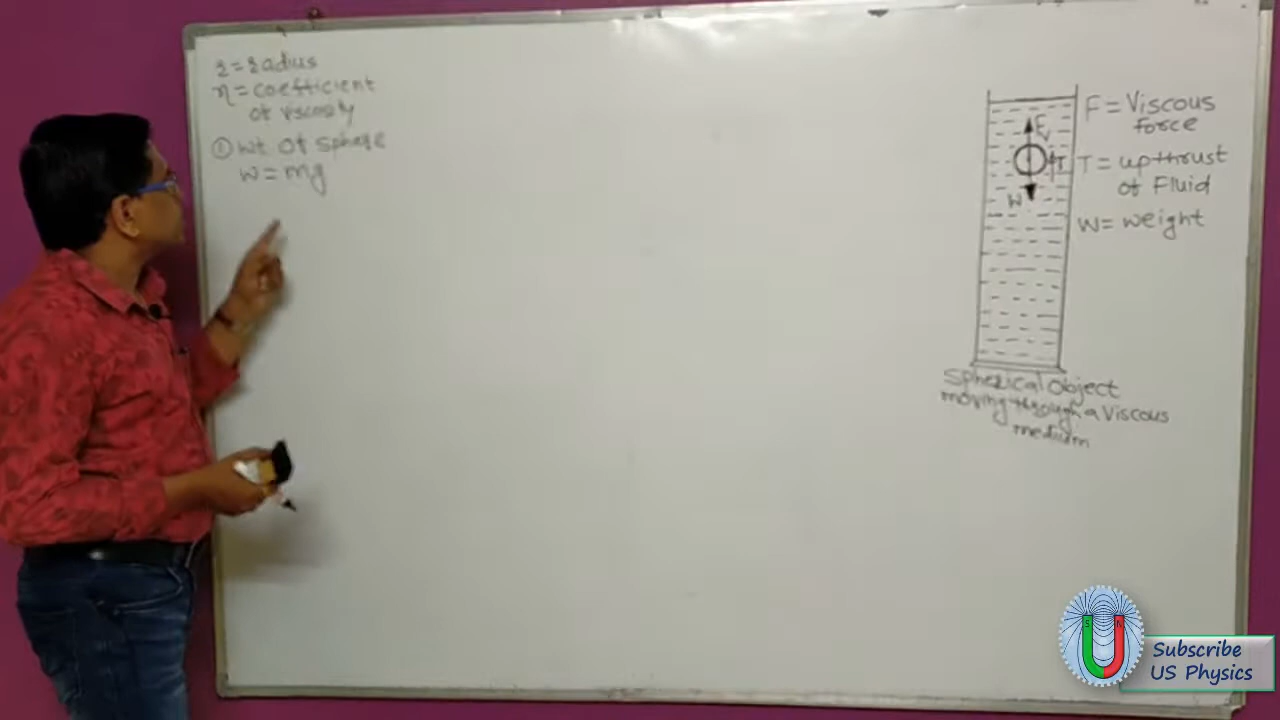 r = radius
η = coefficient
of viscosity
① wt. of sphere
W = mg
Fv
T
W
F = Viscous
force
T = upthrust
of Fluid
W = weight
Spherical Object
moving through a Viscous
medium
S
N
Subscribe
US Physics